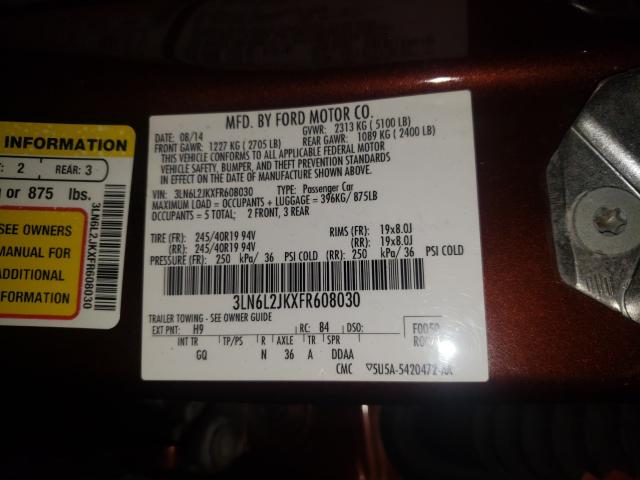 INFORMATION
: 2 REAR: 3
or 875 lbs.
SEE OWNERS
MANUAL FOR
ADDITIONAL
INFORMATION
3LN6L2JKXFR608030
MFD. BY FORD MOTOR CO.
DATE: 08/14 GVWR: 2313 KG (5100 LB)
FRONT GAWR: 1227 KG (2705 LB) REAR GAWR: 1089 KG (2400 LB)
THIS VEHICLE CONFORMS TO ALL APPLICABLE FEDERAL MOTOR
VEHICLE SAFETY, BUMPER, AND THEFT PREVENTION STANDARDS
IN EFFECT ON THE DATE OF MANUFACTURE SHOWN ABOVE.
VIN: 3LN6L2JKXFR608030 TYPE: Passenger Car
MAXIMUM LOAD = OCCUPANTS + LUGGAGE = 396KG / 875LB
OCCUPANTS = 5 TOTAL: 2 FRONT, 3 REAR
TIRE (FR): 245/40R19 94V RIMS (FR): 19x8.0J
(RR): 245/40R19 94V (RR): 19x8.0J
PRESSURE (FR): 250 kPa/ 36 PSI COLD (RR): 250 kPa/ 36 PSI COLD
3LN6L2JKXFR608030
TRAILER TOWING - SEE OWNER GUIDE
EXT PNT: H9 RC: 84 DSO: F0050
INT TR TP/PS R AXLE TR SPR
GQ N 36 A DDAA
CMC ▽5U5A-5420472-AA